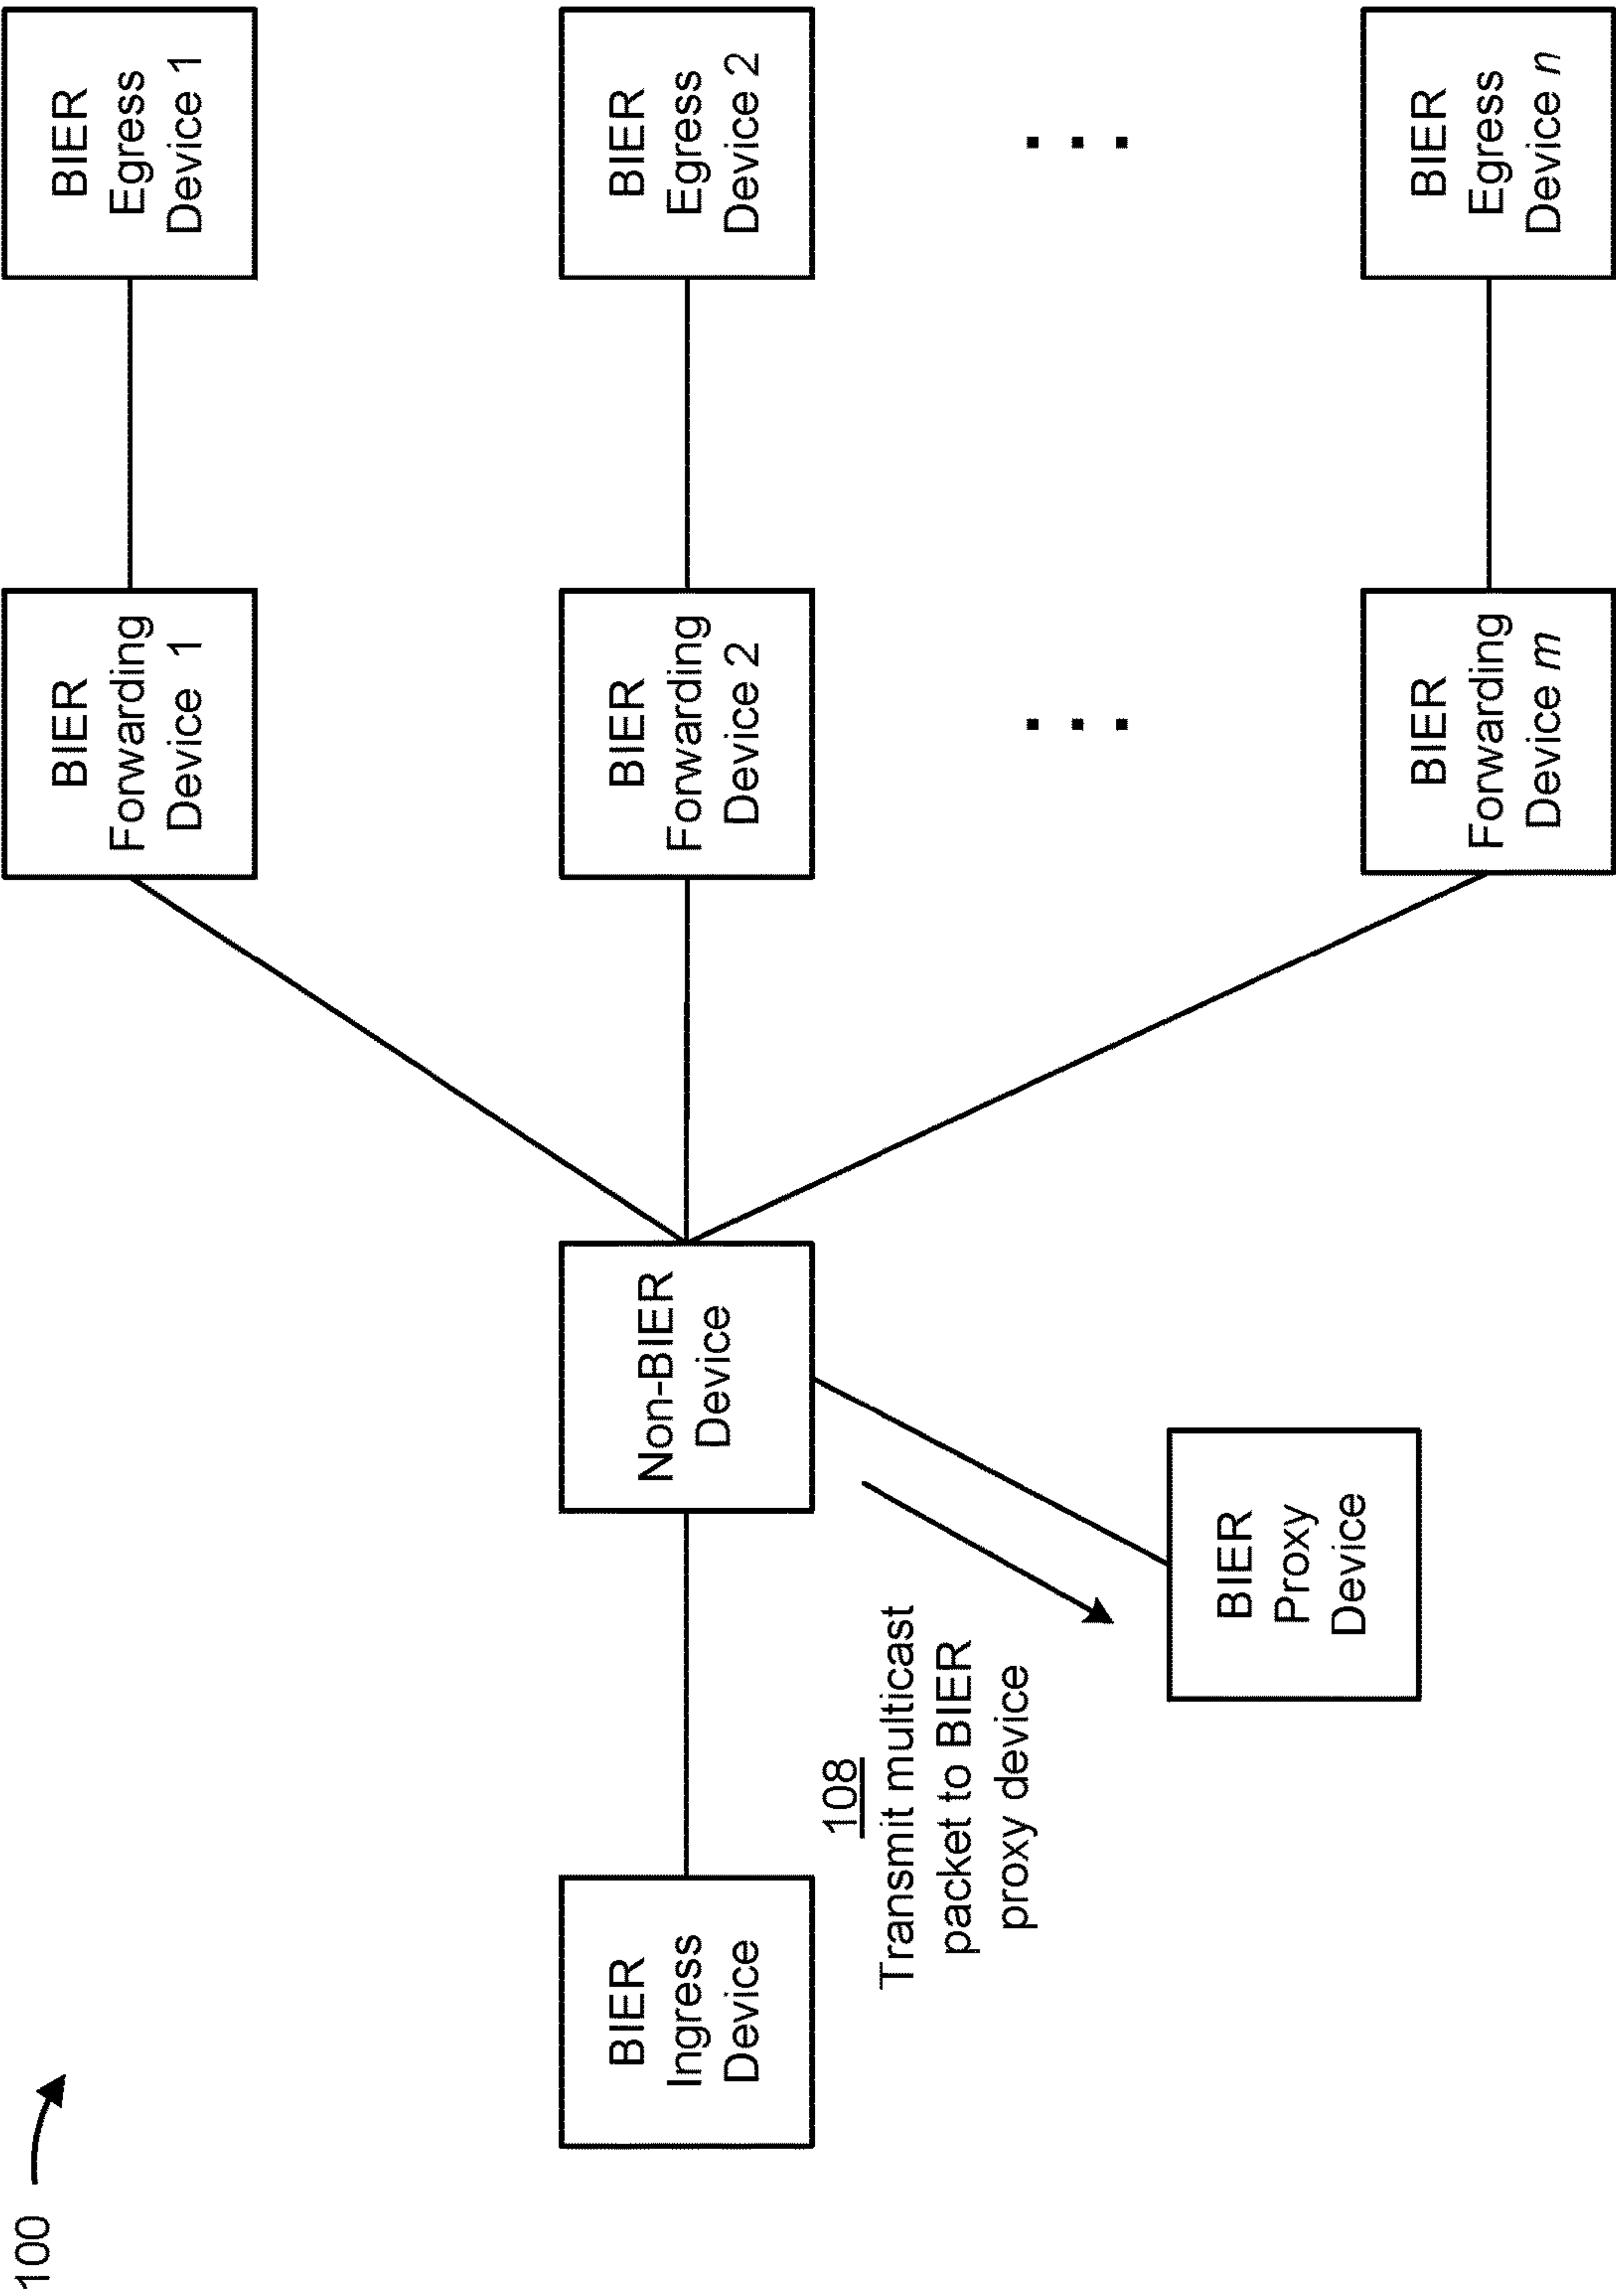 100
BIER
Ingress
Device
Non-BIER
Device
108
Transmit multicast
packet to BIER
proxy device
BIER
Proxy
Device
BIER
Forwarding
Device 1
BIER
Egress
Device 1
BIER
Forwarding
Device 2
BIER
Egress
Device 2
BIER
Forwarding
Device m
BIER
Egress
Device n